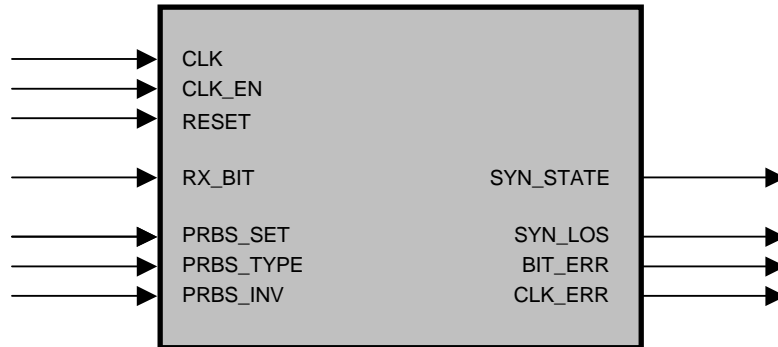 CLK
CLK_EN
RESET
RX_BIT SYN_STATE
PRBS_SET SYN_LOS
PRBS_TYPE BIT_ERR
PRBS_INV CLK_ERR